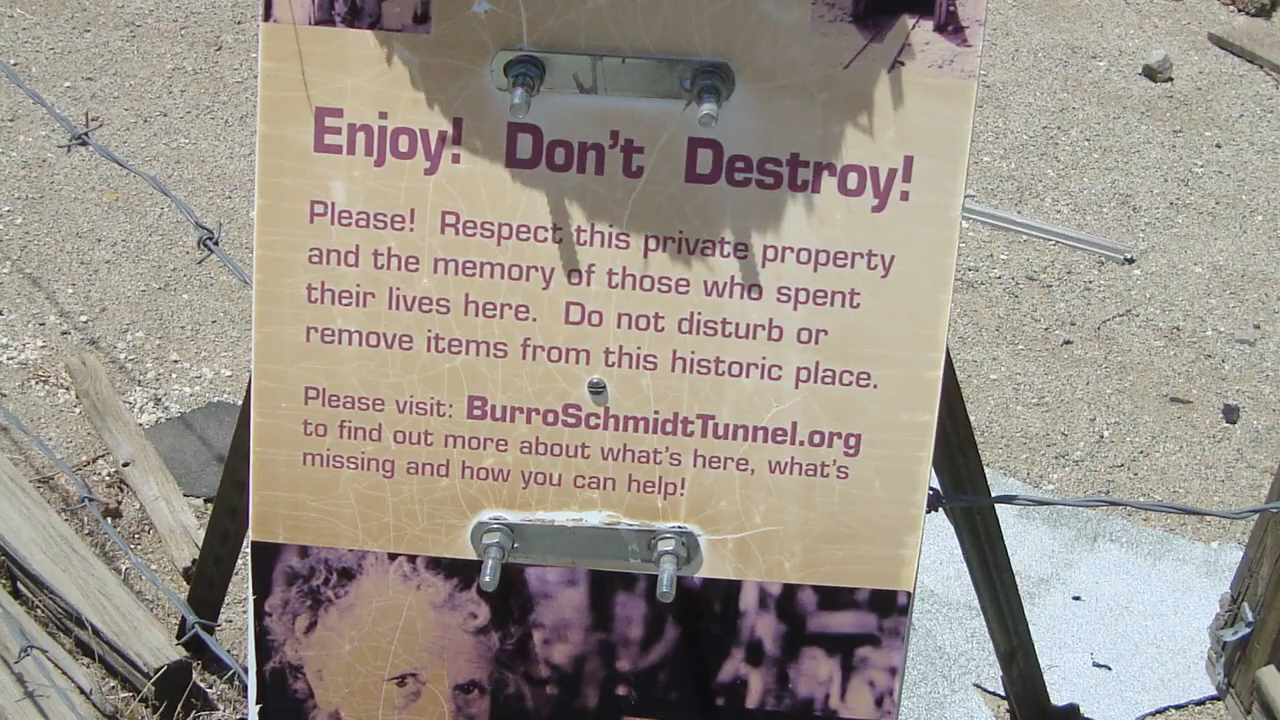 Enjoy! Don't Destroy!
Please! Respect this private property
and the memory of those who spent
their lives here. Do not disturb or
remove items from this historic place.
Please visit: BurroSchmidtTunnel.org
to find out more about what's here, what's
missing and how you can help!